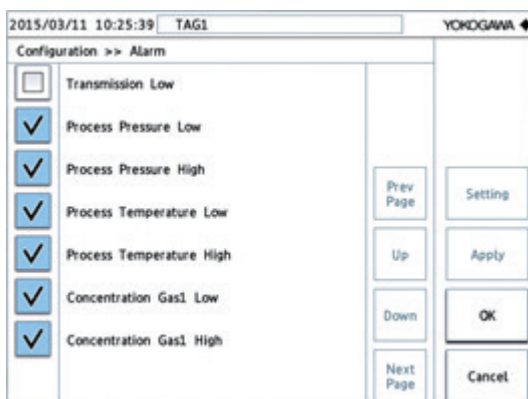 2015/03/11 10:25:39 TAG1 YOKOGAWA
Configuration >> Alarm
Transmission Low
Process Pressure Low
Process Pressure High
Process Temperature Low
Process Temperature High
Concentration Gas1 Low
Concentration Gas1 High
Prev
Page
Up
Down
Next
Page
Setting
Apply
OK
Cancel